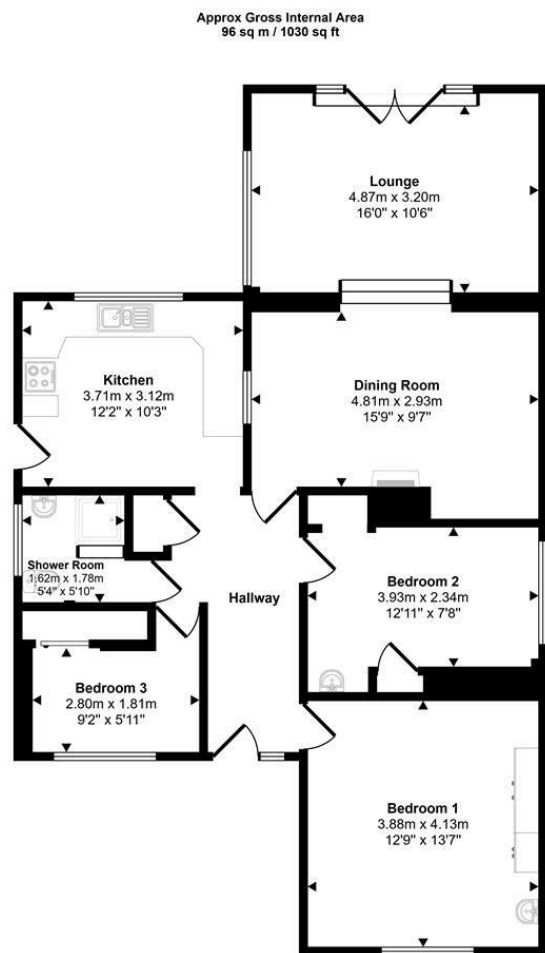 Approx Gross Internal Area
96 sq m / 1030 sq ft
Lounge
4.87m x 3.20m
16'0" x 10'6"
Kitchen
3.71m x 3.12m
12'2" x 10'3"
Dining Room
4.81m x 2.93m
15'9" x 9'7"
Shower Room
1.62m x 1.78m
5'4" x 5'10"
Hallway
Bedroom 2
3.93m x 2.34m
12'11" x 7'8"
Bedroom 3
2.80m x 1.81m
9'2" x 5'11"
Bedroom 1
3.88m x 4.13m
12'9" x 13'7"